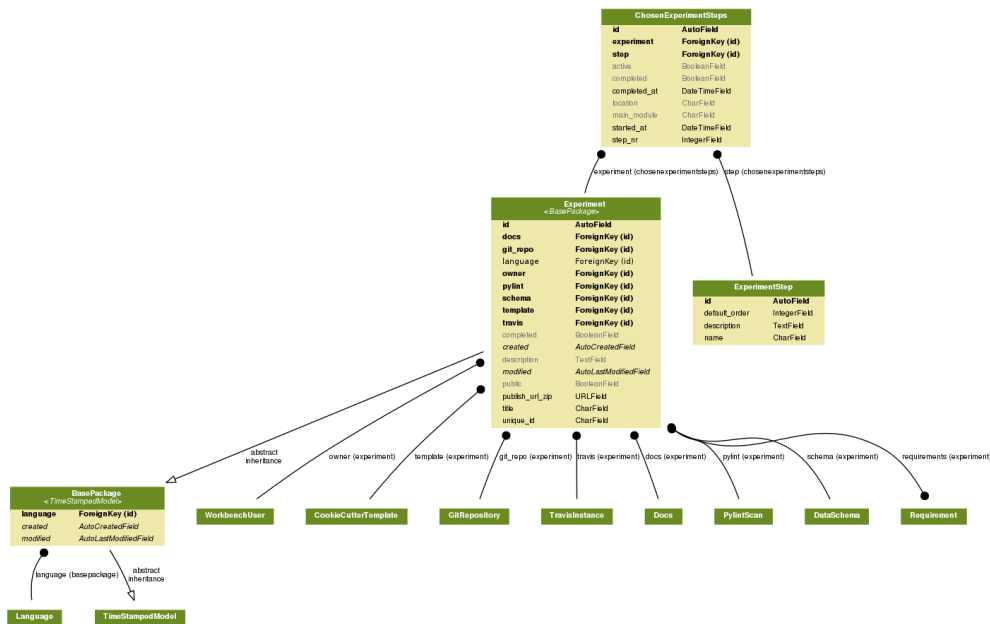 ChosenExperimentSteps
id AutoField
experiment ForeignKey (id)
step ForeignKey (id)
active BooleanField
completed BooleanField
completed_at DateTimeField
location CharField
main_module CharField
started_at DateTimeField
step_nr IntegerField
experiment (chosenexperimentsteps) step (chosenexperimentsteps)
Experiment
<BasePackage>
id AutoField
docs ForeignKey (id)
git_repo ForeignKey (id)
language ForeignKey (id)
owner ForeignKey (id)
pylint ForeignKey (id)
schema ForeignKey (id)
template ForeignKey (id)
travis ForeignKey (id)
completed BooleanField
created AutoCreatedField
description TextField
modified AutoLastModifiedField
public BooleanField
publish_url_zip URLField
title CharField
unique_id CharField
ExperimentStep
id AutoField
default_order IntegerField
description TextField
name CharField
abstract
inheritance
owner (experiment) template (experiment) git_repo (experiment) travis (experiment) docs (experiment) pylint (experiment) schema (experiment) requirements (experiment)
BasePackage
<TimeStampedModel>
language ForeignKey (id)
created AutoCreatedField
modified AutoLastModifiedField
WorkbenchUser CookieCutterTemplate GitRepository TravisInstance Docs PylintScan DataSchema Requirement
language (basepackage)
abstract
inheritance
Language TimeStampedModel